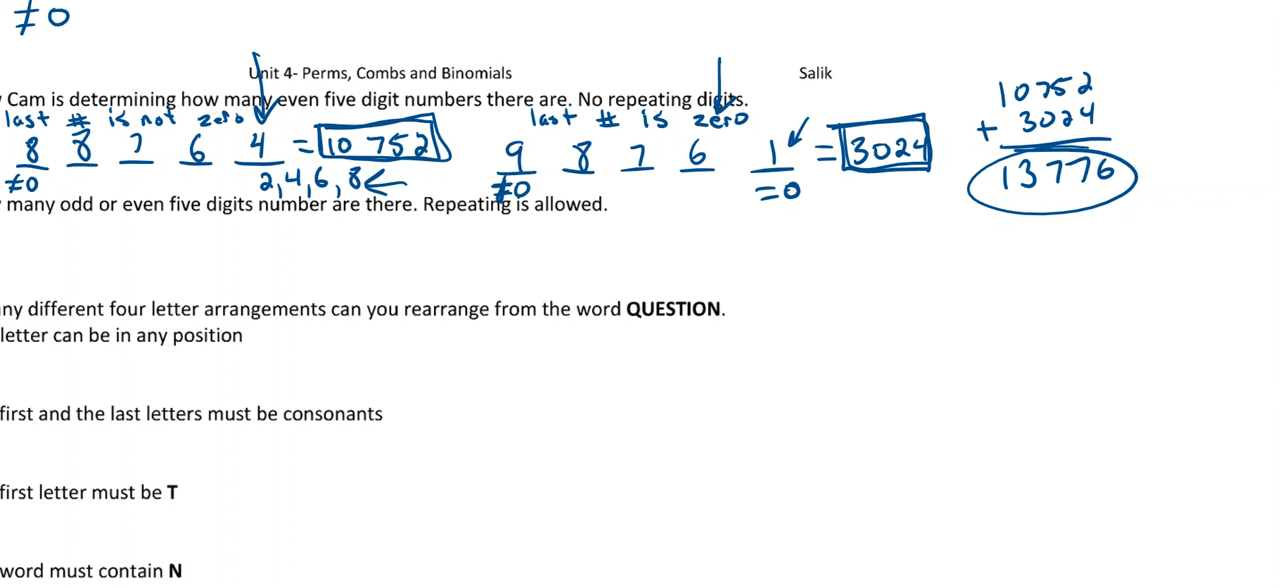 ≠0
Unit 4- Perms, Combs and Binomials Salik
Cam is determining how many even five digit numbers there are. No repeating digits.
last # is not zero last # is zero
8 8 7 6 4 = 10 752 9 8 7 6 1 = 3024
≠0 2,4,6,8 ≠0 =0
10752
+ 3024
13776
many odd or even five digits number are there. Repeating is allowed.
ny different four letter arrangements can you rearrange from the word QUESTION.
letter can be in any position
first and the last letters must be consonants
first letter must be T
word must contain N